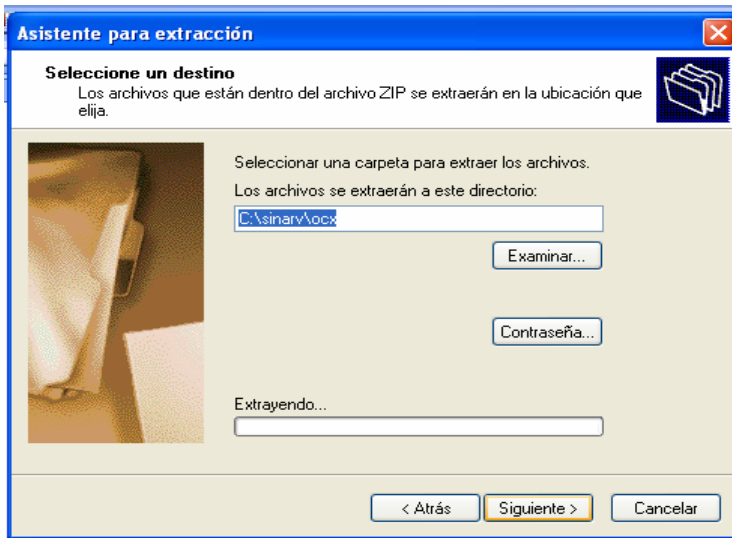 Asistente para extracción
Seleccione un destino
Los archivos que están dentro del archivo ZIP se extraerán en la ubicación que
elija.
Seleccionar una carpeta para extraer los archivos.
Los archivos se extraerán a este directorio:
C:\sinarv\ocx
Examinar...
Contraseña...
Extrayendo...
< Atrás
Siguiente >
Cancelar